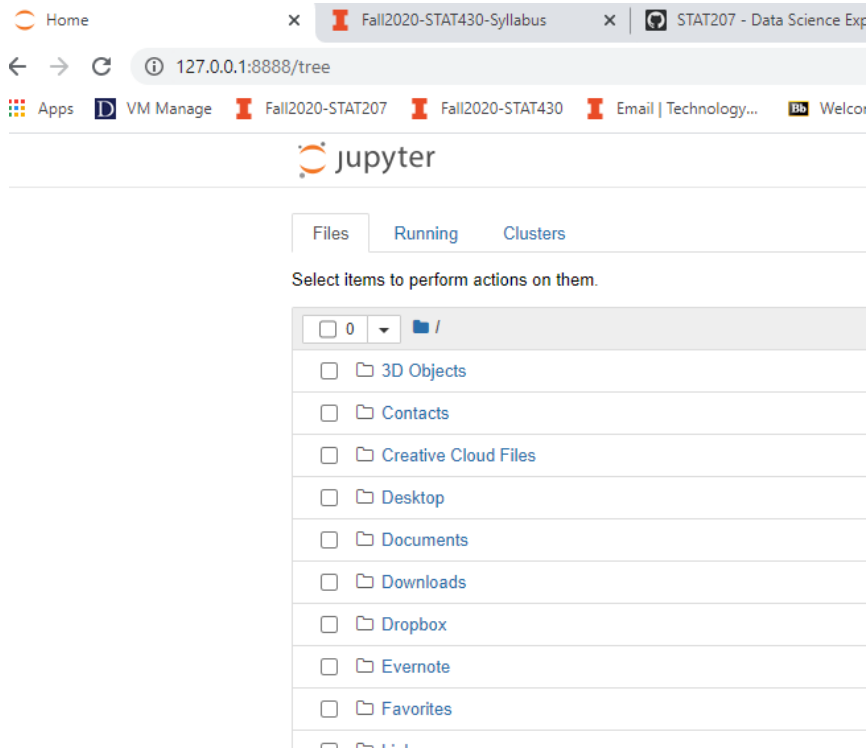 Home Fall2020-STAT430-Syllabus STAT207 - Data Science Exp
127.0.0.1:8888/tree
Apps D VM Manage I Fall2020-STAT207 I Fall2020-STAT430 I Email | Technology... Bb Welcor
jupyter
Files Running Clusters
Select items to perform actions on them.
0 /
3D Objects
Contacts
Creative Cloud Files
Desktop
Documents
Downloads
Dropbox
Evernote
Favorites